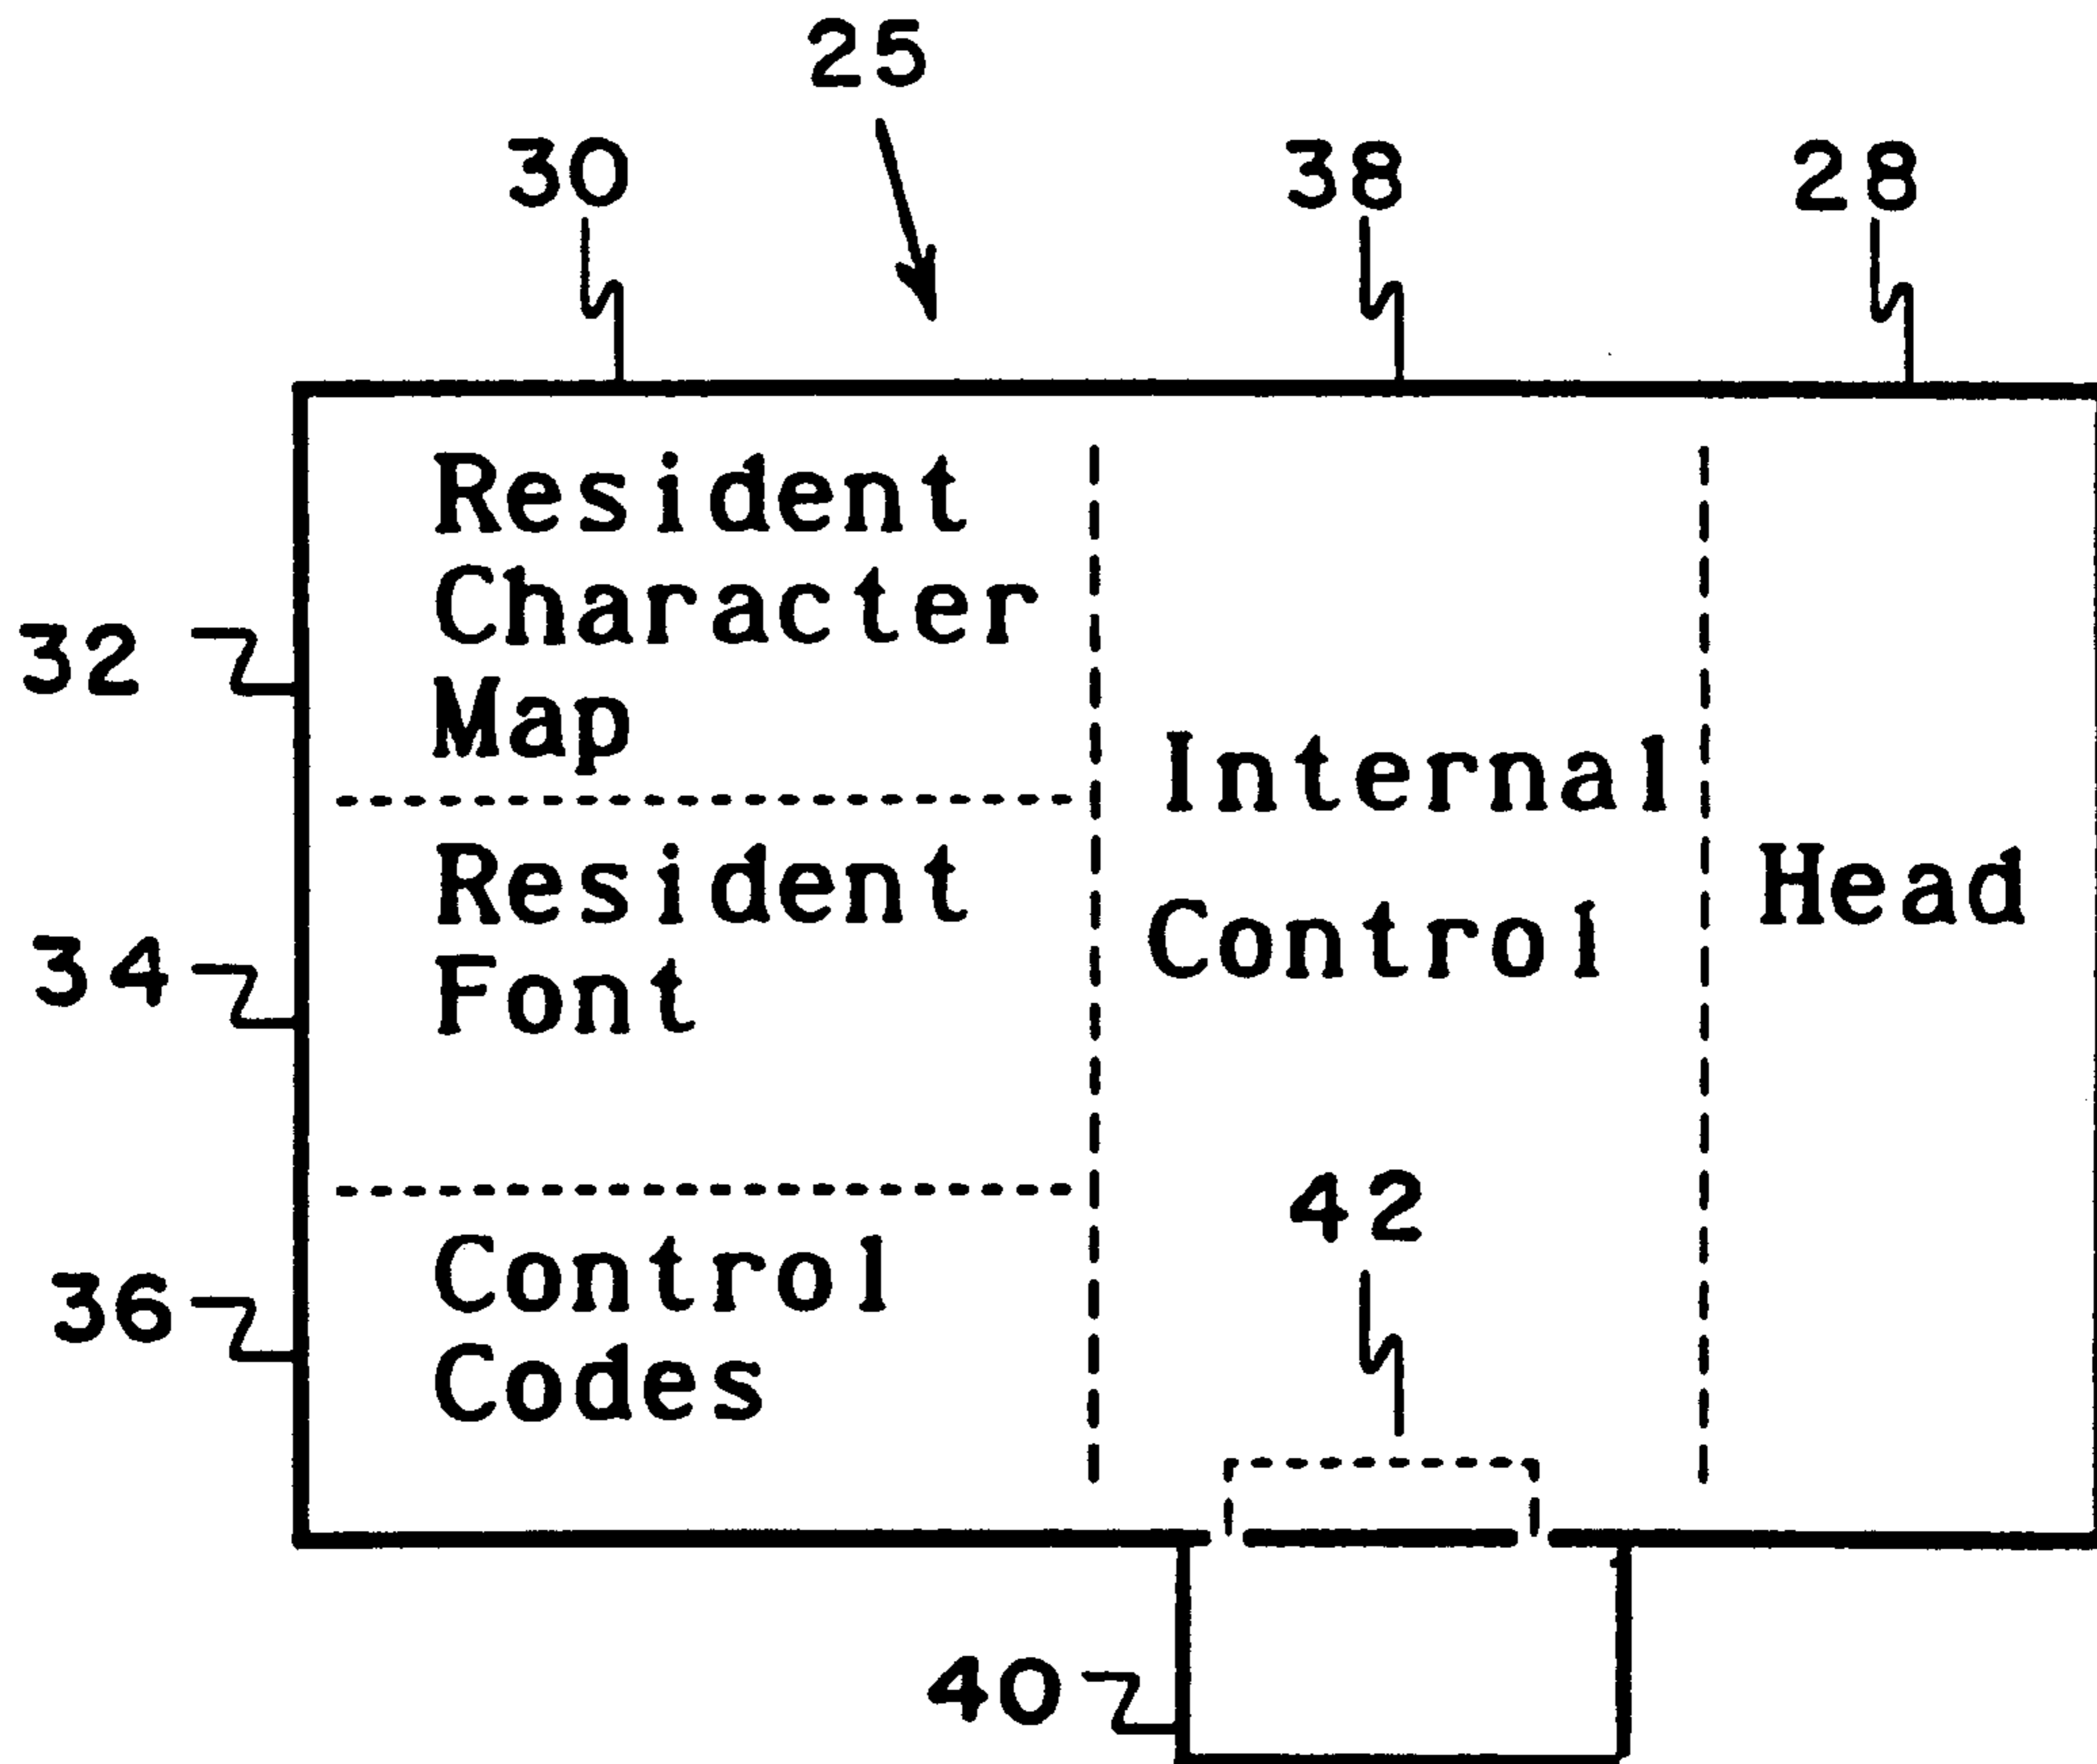 25
30
38
28
Resident
Character
Map
32
Internal
Control
Head
Resident
Font
34
42
Control
Codes
36
40